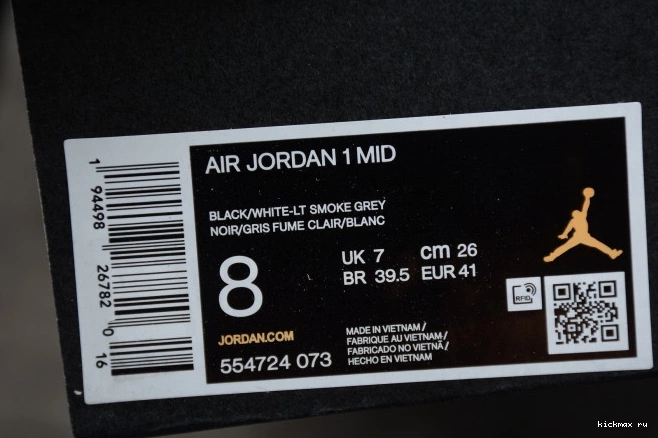 AIR JORDAN 1 MID
BLACK/WHITE-LT SMOKE GREY
NOIR/GRIS FUME CLAIR/BLANC
8
UK 7 cm 26
BR 39.5 EUR 41
JORDAN.COM
554724 073
MADE IN VIETNAM/
FABRIQUE AU VIETNAM/
FABRICADO NO VIETNÃ/
HECHO EN VIETNAM
RFID
1 94498 26782 0 16
kickmax ru